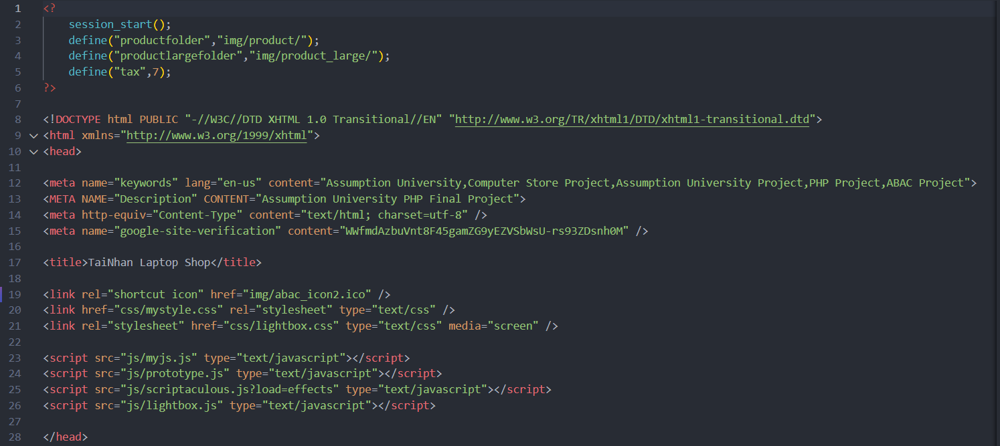 1 <?
2 session_start();
3 define("productfolder","img/product/");
4 define("productlargefolder","img/product_large/");
5 define("tax",7);
6 ?>
7
8 <!DOCTYPE html PUBLIC "-//W3C//DTD XHTML 1.0 Transitional//EN" "http://www.w3.org/TR/xhtml1/DTD/xhtml1-transitional.dtd">
9 <html xmlns="http://www.w3.org/1999/xhtml">
10 <head>
11
12 <meta name="keywords" lang="en-us" content="Assumption University,Computer Store Project,Assumption University Project,PHP Project,ABAC Project">
13 <META NAME="Description" CONTENT="Assumption University PHP Final Project">
14 <meta http-equiv="Content-Type" content="text/html; charset=utf-8" />
15 <meta name="google-site-verification" content="WWfmdAzbuVnt8F45gamZG9yEZVSbWsU-rs93ZDsnh0M" />
16
17 <title>TaiNhan Laptop Shop</title>
18
19 <link rel="shortcut icon" href="img/abac_icon2.ico" />
20 <link href="css/mystyle.css" rel="stylesheet" type="text/css" />
21 <link rel="stylesheet" href="css/lightbox.css" type="text/css" media="screen" />
22
23 <script src="js/myjs.js" type="text/javascript"></script>
24 <script src="js/prototype.js" type="text/javascript"></script>
25 <script src="js/scriptaculous.js?load=effects" type="text/javascript"></script>
26 <script src="js/lightbox.js" type="text/javascript"></script>
27
28 </head>